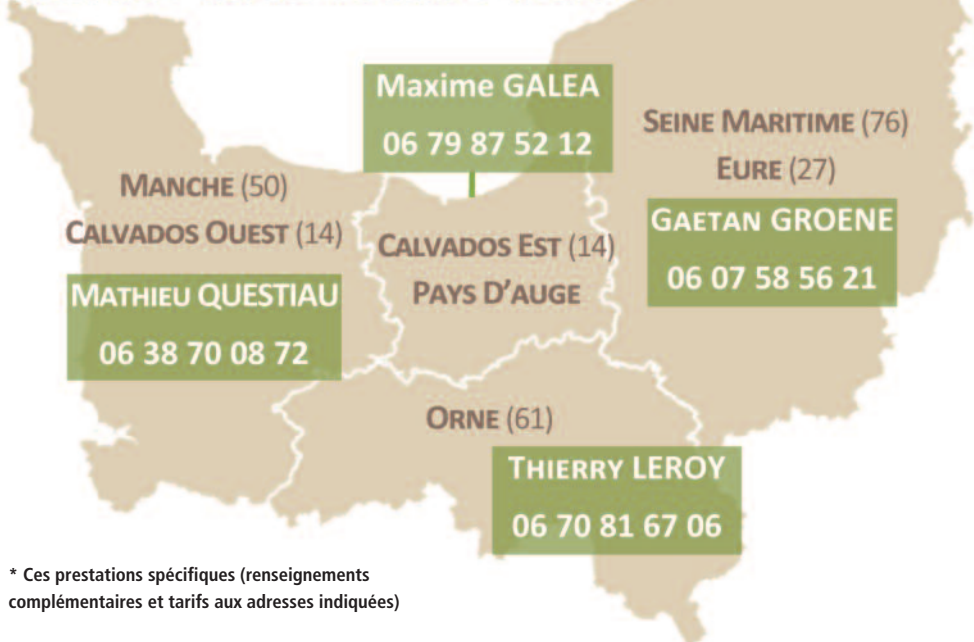 Maxime GALEA
06 79 87 52 12
SEINE MARITIME (76)
EURE (27)
GAETAN GROENE
06 07 58 56 21
MANCHE (50)
CALVADOS OUEST (14)
MATHIEU QUESTIAU
06 38 70 08 72
CALVADOS EST (14)
PAYS D'AUGE
ORNE (61)
THIERRY LEROY
06 70 81 67 06
* Ces prestations spécifiques (renseignements
complémentaires et tarifs aux adresses indiquées)